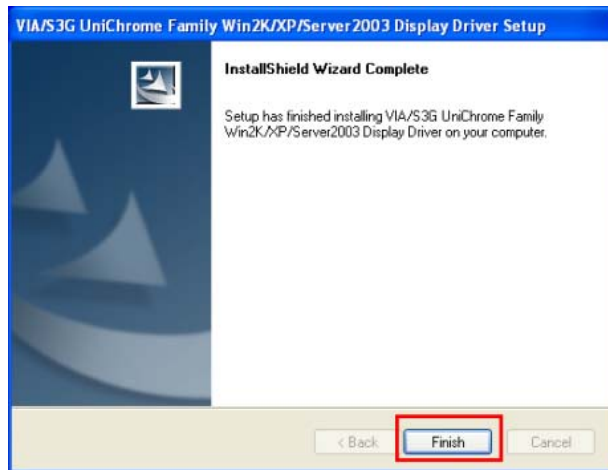 VIA/S3G UniChrome Family Win2K/XP/Server2003 Display Driver Setup
InstallShield Wizard Complete
Setup has finished installing VIA/S3G UniChrome Family
Win2K/XP/Server2003 Display Driver on your computer.
< Back Finish Cancel